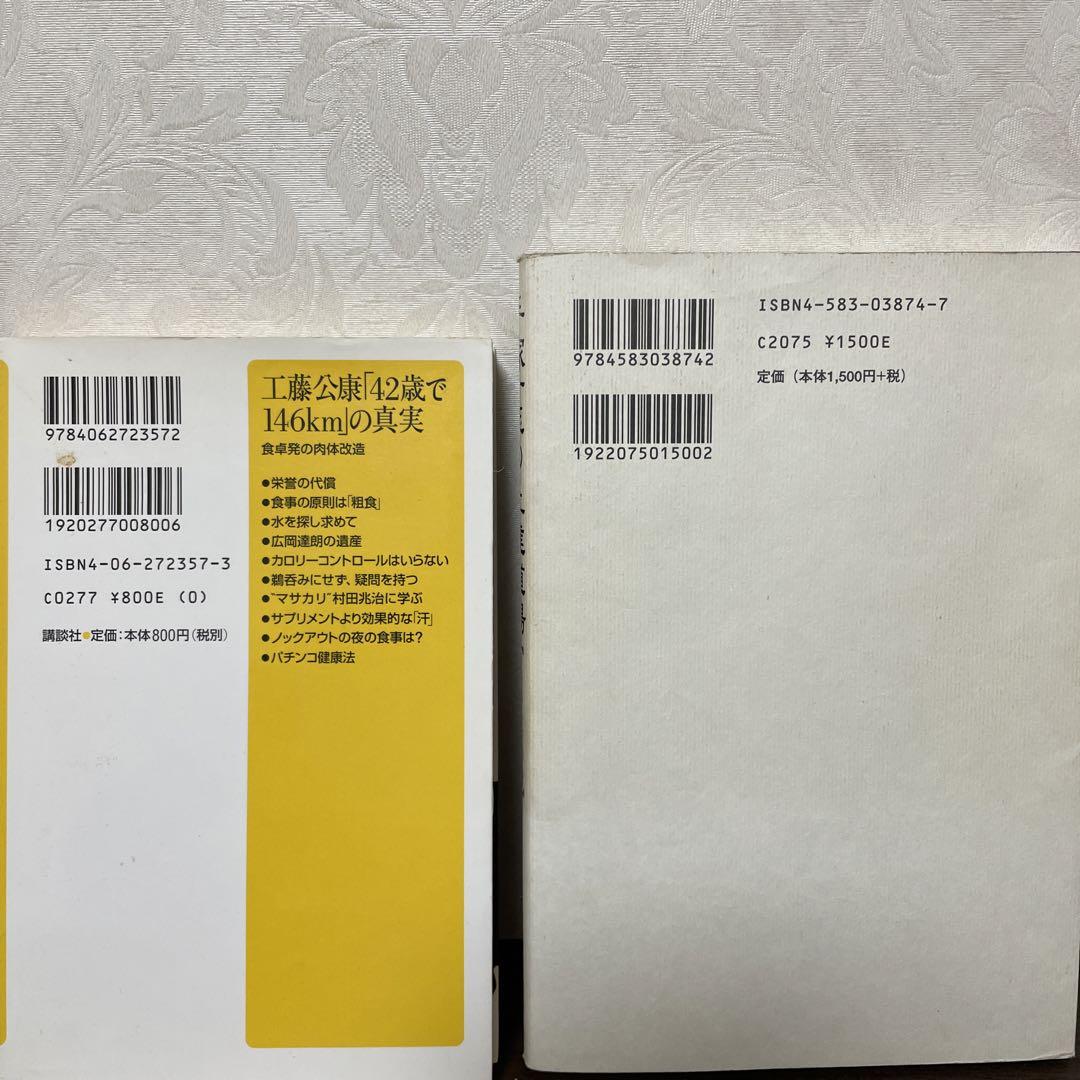 9784062723572
1920277008006
ISBN4-06-272357-3
C0277 ¥800E (0)
講談社●定価:本体800円(税別)
工藤公康「42歳で
146km」の真実
食卓発の肉体改造
●栄誉の代償
●食事の原則は「粗食」
●水を探し求めて
●広岡達朗の遺産
●カロリーコントロールはいらない
●鵜呑みにせず、疑問を持つ
●"マサカリ"村田兆治に学ぶ
●サプリメントより効果的な「汗」
●ノックアウトの夜の食事は?
●パチンコ健康法
9784583038742
1922075015002
ISBN4-583-03874-7
C2075 ¥1500E
定価(本体1,500円+税)